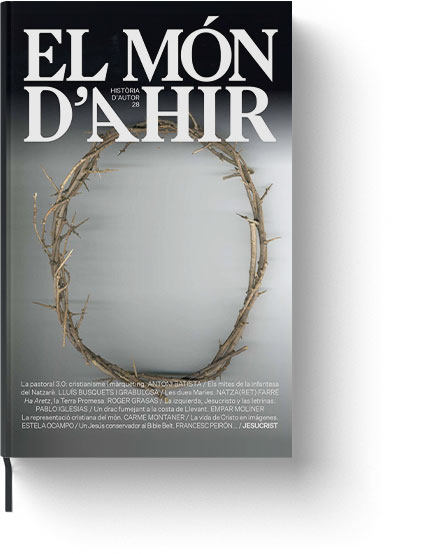 EL MÓN
HISTÒRIA
D'AUTOR
28
D'AHIR
La pastoral 3.0: cristianisme i màrqueting. ANTONI BATISTA / Els mites de la infantesa
del Natzarè. LLUÍS BUSQUETS I GRABULOSA / Les dues Maries. NATZA(RET) FARRÉ
Ha Aretz, la Terra Promesa. ROGER GRASAS / La izquierda, Jesucristo y las letrinas.
PABLO IGLESIAS / Un drac fumejant a la costa de Llevant. EMPAR MOLINER
La representació cristiana del món. CARME MONTANER / La vida de Cristo en imágenes.
ESTELA OCAMPO / Un Jesús conservador al Bible Belt. FRANCESC PEIRÓN... / JESUCRIST